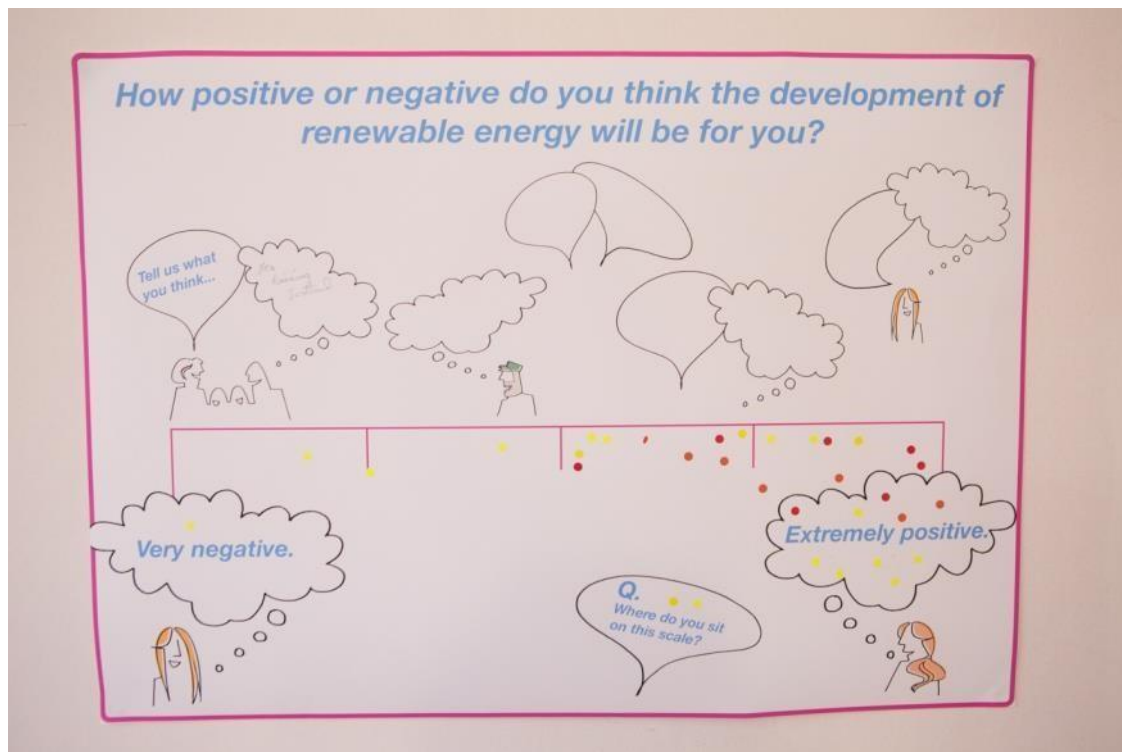 How positive or negative do you think the development of
renewable energy will be for you?
Tell us what
you think...
Very negative.
Extremely positive.
Q.
Where do you sit
on this scale?